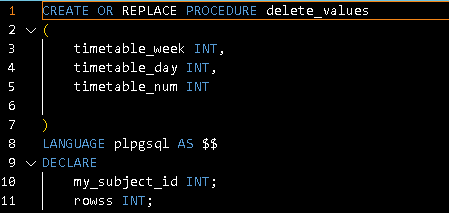 1 CREATE OR REPLACE PROCEDURE delete_values
2 (
3 timetable_week INT,
4 timetable_day INT,
5 timetable_num INT
6
7 )
8 LANGUAGE plpgsql AS $$
9 DECLARE
10 my_subject_id INT;
11 rowss INT;